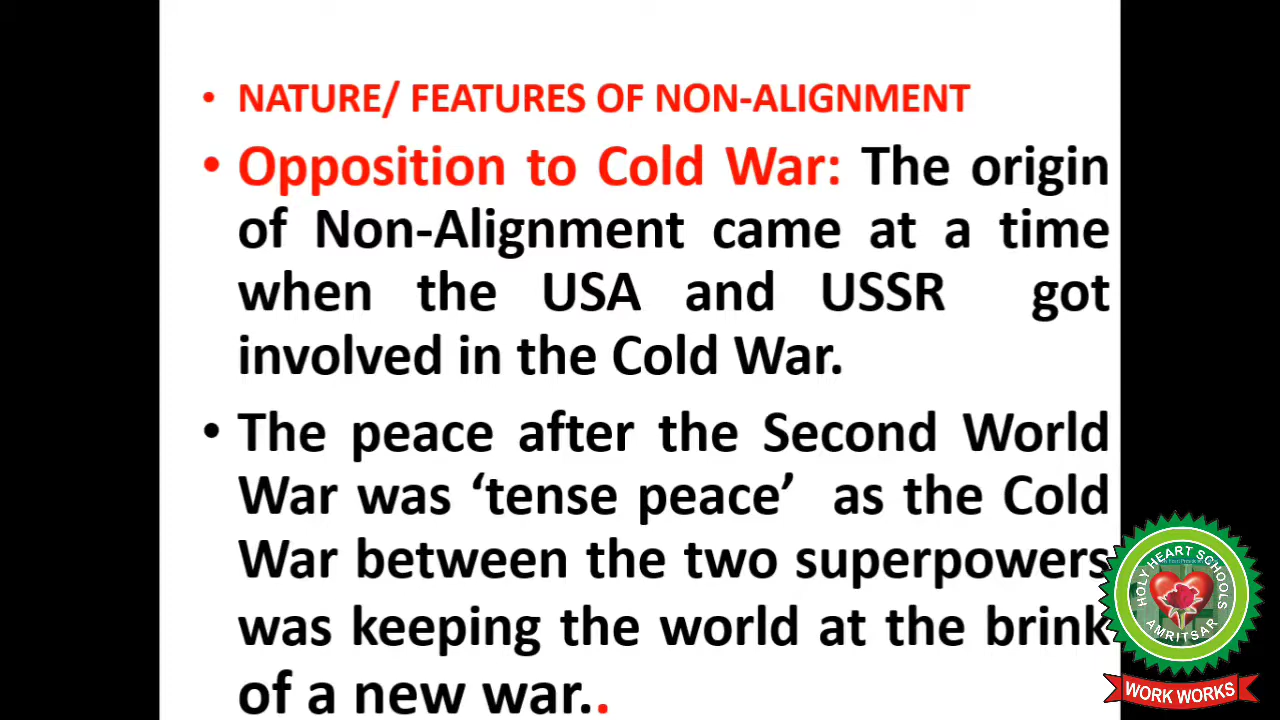 • NATURE/ FEATURES OF NON-ALIGNMENT
• Opposition to Cold War: The origin
of Non-Alignment came at a time
when the USA and USSR got
involved in the Cold War.
• The peace after the Second World
War was ‘tense peace’ as the Cold
War between the two superpowers
was keeping the world at the brink
of a new war..
HOLY HEART SCHOOLS
AMRITSAR
WORK WORKS